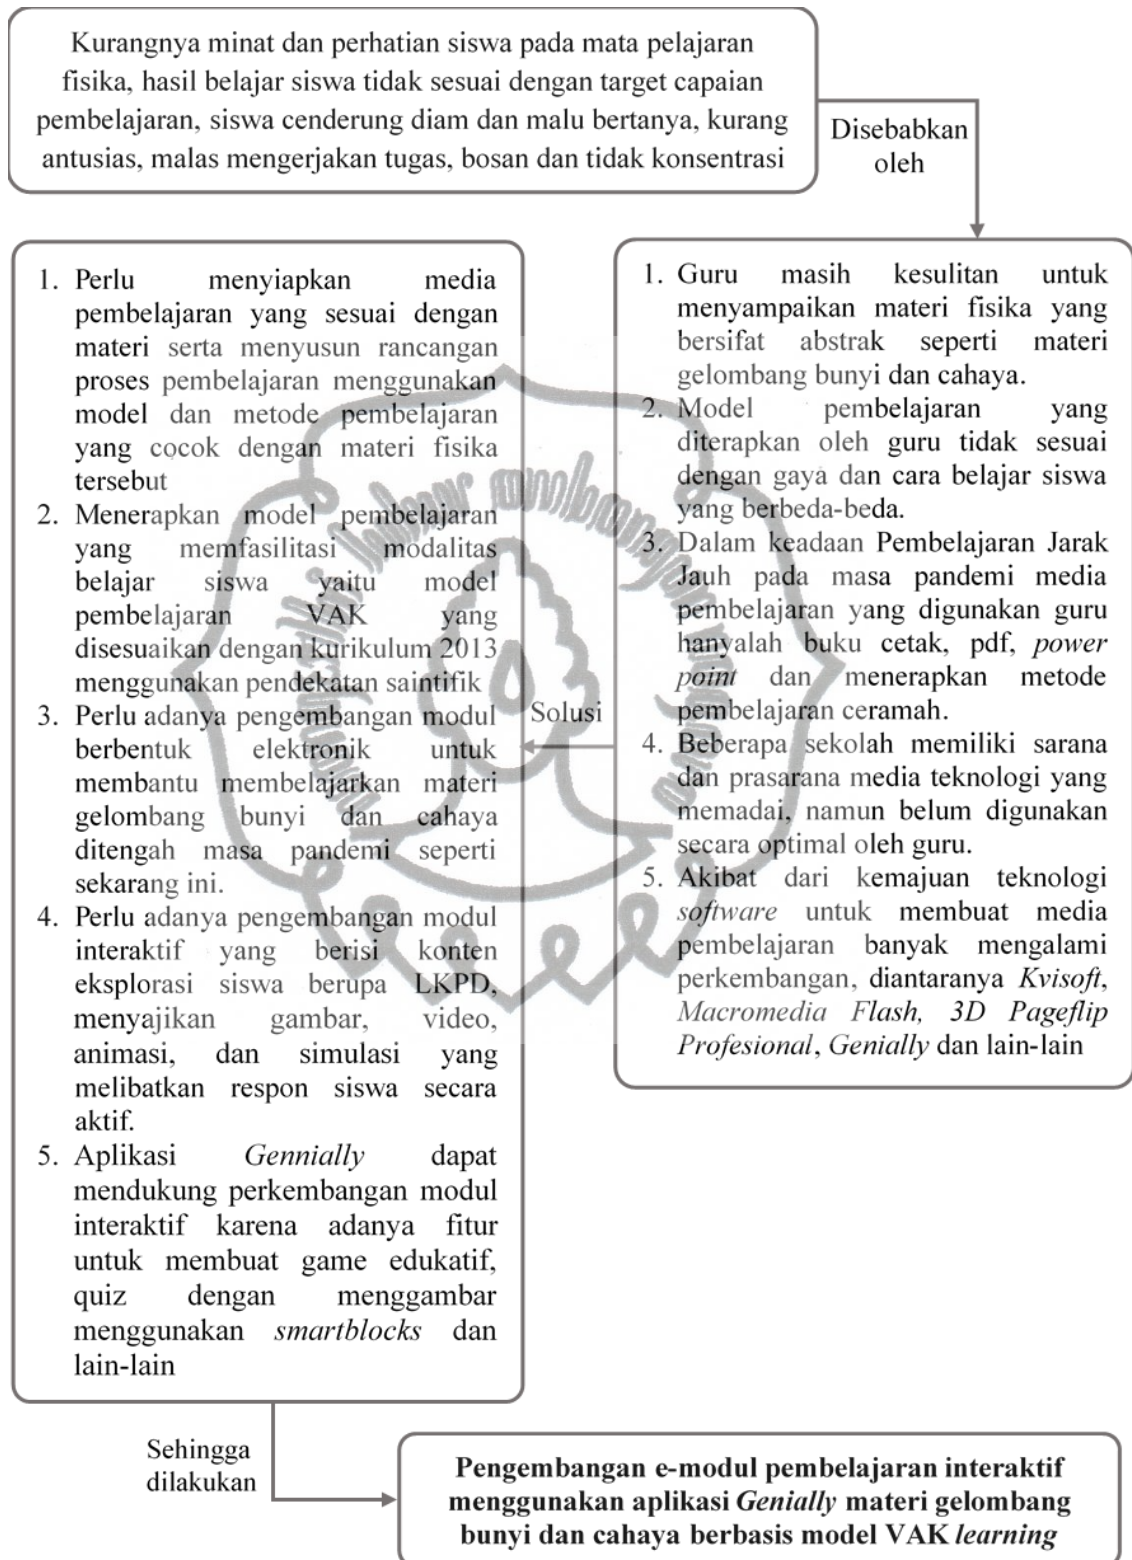 Kurangnya minat dan perhatian siswa pada mata pelajaran
fisika, hasil belajar siswa tidak sesuai dengan target capaian
pembelajaran, siswa cenderung diam dan malu bertanya, kurang
antusias, malas mengerjakan tugas, bosan dan tidak konsentrasi
Disebabkan
oleh
1. Guru masih kesulitan untuk
menyampaikan materi fisika yang
bersifat abstrak seperti materi
gelombang bunyi dan cahaya.
2. Model pembelajaran yang
diterapkan oleh guru tidak sesuai
dengan gaya dan cara belajar siswa
yang berbeda-beda.
3. Dalam keadaan Pembelajaran Jarak
Jauh pada masa pandemi media
pembelajaran yang digunakan guru
hanyalah buku cetak, pdf, power
point dan menerapkan metode
pembelajaran ceramah.
4. Beberapa sekolah memiliki sarana
dan prasarana media teknologi yang
memadai, namun belum digunakan
secara optimal oleh guru.
5. Akibat dari kemajuan teknologi
software untuk membuat media
pembelajaran banyak mengalami
perkembangan, diantaranya Kvisoft,
Macromedia Flash, 3D Pageflip
Profesional, Genially dan lain-lain
Solusi
1. Perlu menyiapkan media
pembelajaran yang sesuai dengan
materi serta menyusun rancangan
proses pembelajaran menggunakan
model dan metode pembelajaran
yang cocok dengan materi fisika
tersebut
2. Menerapkan model pembelajaran
yang memfasilitasi modalitas
belajar siswa yaitu model
pembelajaran VAK yang
disesuaikan dengan kurikulum 2013
menggunakan pendekatan saintifik
3. Perlu adanya pengembangan modul
berbentuk elektronik untuk
membantu membelajarkan materi
gelombang bunyi dan cahaya
ditengah masa pandemi seperti
sekarang ini.
4. Perlu adanya pengembangan modul
interaktif yang berisi konten
eksplorasi siswa berupa LKPD,
menyajikan gambar, video,
animasi, dan simulasi yang
melibatkan respon siswa secara
aktif.
5. Aplikasi Gennially dapat
mendukung perkembangan modul
interaktif karena adanya fitur
untuk membuat game edukatif,
quiz dengan menggambar
menggunakan smartblocks dan
lain-lain
Sehingga
dilakukan
Pengembangan e-modul pembelajaran interaktif
menggunakan aplikasi Genially materi gelombang
bunyi dan cahaya berbasis model VAK learning